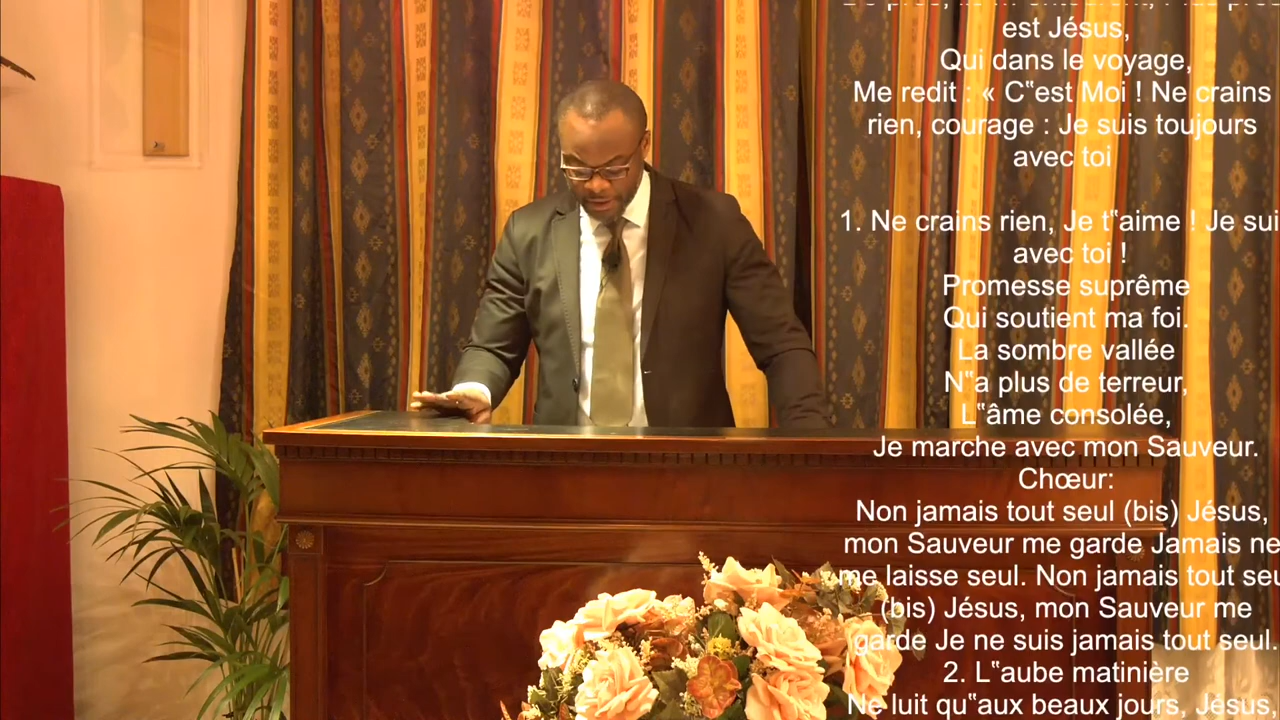 est Jésus,
Qui dans le voyage,
Me redit : « C‟est Moi ! Ne crains
rien, courage : Je suis toujours
avec toi
1. Ne crains rien, Je t‟aime ! Je sui
avec toi !
Promesse suprême
Qui soutient ma foi.
La sombre vallée
N‟a plus de terreur,
L‟âme consolée,
Je marche avec mon Sauveur.
Chœur:
Non jamais tout seul (bis) Jésus,
mon Sauveur me garde Jamais ne
me laisse seul. Non jamais tout seu
(bis) Jésus, mon Sauveur me
garde Je ne suis jamais tout seul.
2. L‟aube matinière
Ne luit qu‟aux beaux jours, Jésus,